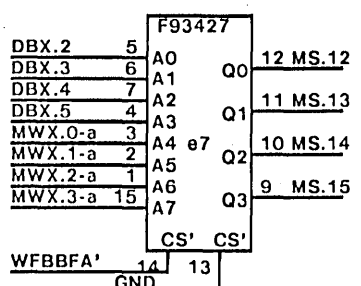 F93427
DBX.2 5 A0
DBX.3 6 A1 Q0 12 MS.12
DBX.4 7 A2
DBX.5 4 A3 Q1 11 MS.13
MWX.0-a 3 A4 e7
MWX.1-a 2 A5 Q2 10 MS.14
MWX.2-a 1 A6
MWX.3-a 15 A7 Q3 9 MS.15
CS' CS'
WFBBFA' 14 13
GND